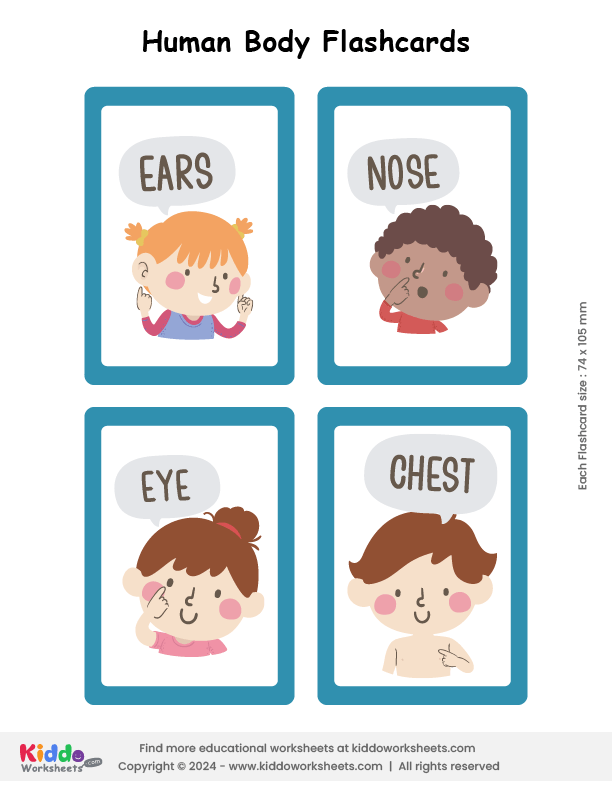 Human Body Flashcards
EARS
NOSE
EYE
CHEST
Each Flashcard size : 74 x 105 mm
Kiddo
Worksheets.com
Find more educational worksheets at kiddoworksheets.com
Copyright © 2024 - www.kiddoworksheets.com | All rights reserved